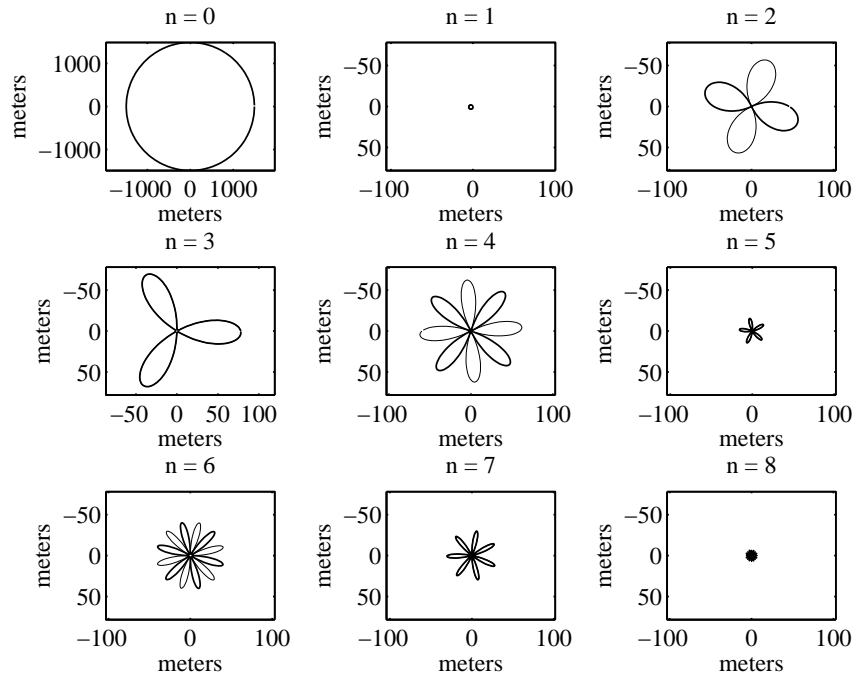 n = 0
meters
1000
0
−1000
−1000 0 1000
meters
n = 1
meters
−50
0
50
−100 0 100
meters
n = 2
meters
−50
0
50
−100 0 100
meters
n = 3
meters
−50
0
50
−50 0 50 100
meters
n = 4
meters
−50
0
50
−100 0 100
meters
n = 5
meters
−50
0
50
−100 0 100
meters
n = 6
meters
−50
0
50
−100 0 100
meters
n = 7
meters
−50
0
50
−100 0 100
meters
n = 8
meters
−50
0
50
−100 0 100
meters